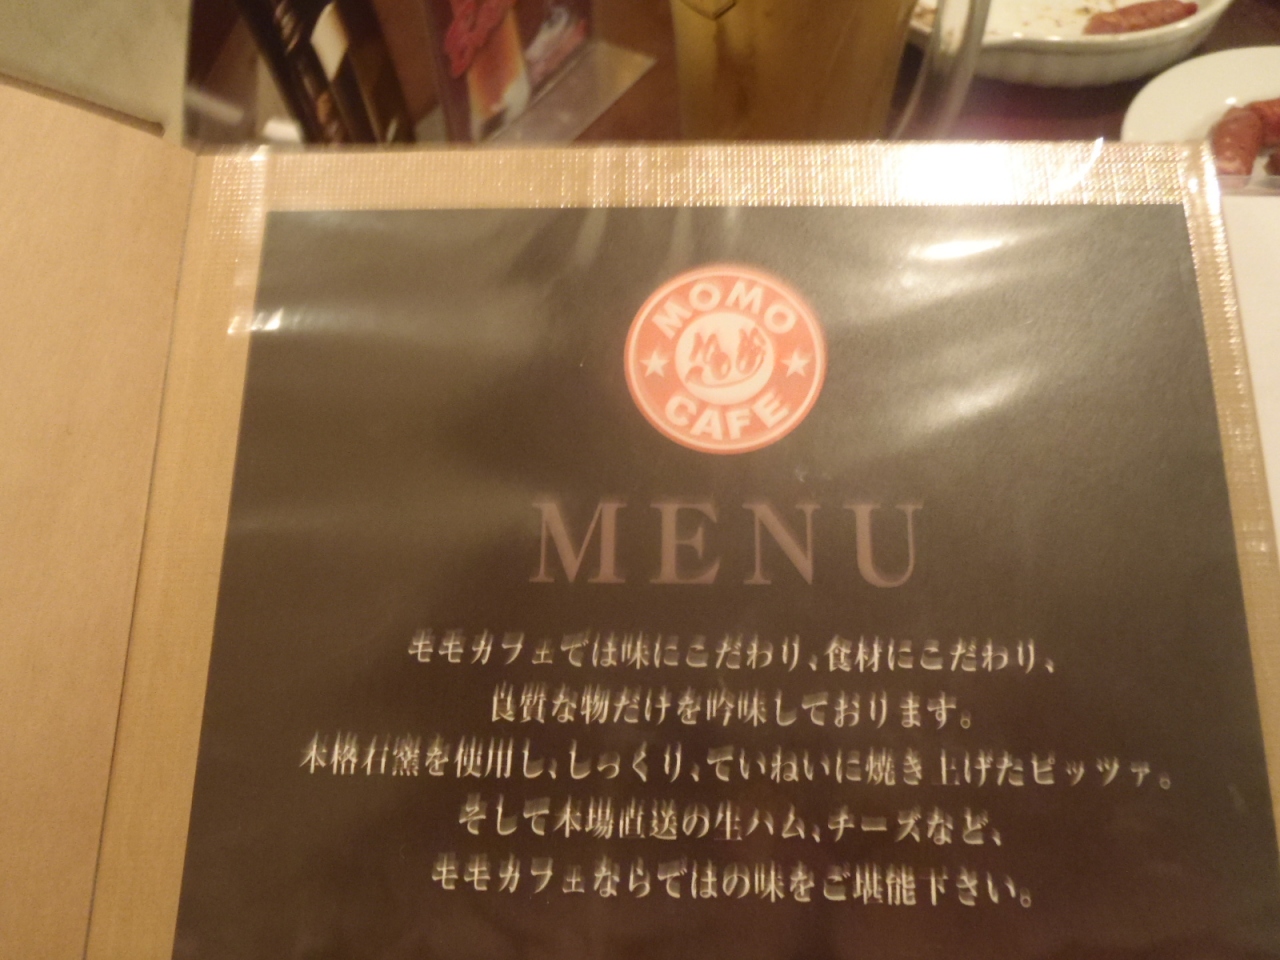 MOMO
CAFE
MENU
モモカフェでは味にこだわり、食材にこだわり、
良質な物だけを吟味しております。
本格石窯を使用し、しっくり、ていねいに焼き上げたピッツァ。
そして本場直送の生ハム、チーズなど、
モモカフェならではの味をご堪能下さい。